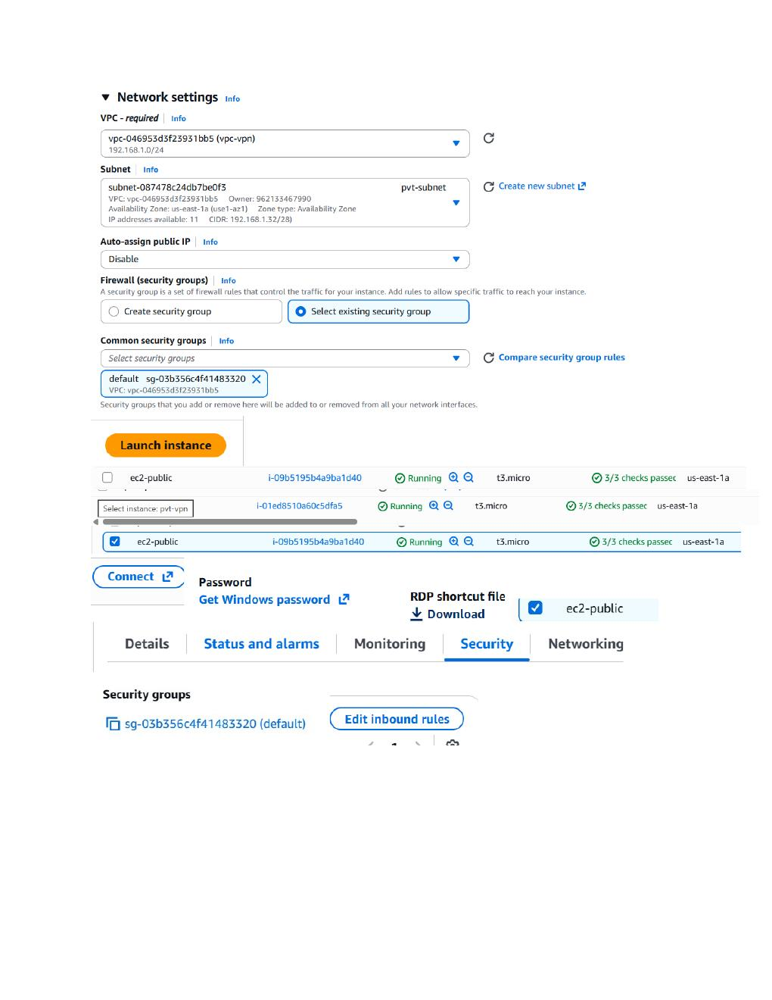 Network settings Info
VPC - required Info
vpc-046953d3f23931bb5 (vpc-vpn)
192.168.1.0/24
Subnet Info
subnet-087478c24db7be0f3 pvt-subnet
VPC: vpc-046953d3f23931bb5 Owner: 962133467990
Availability Zone: us-east-1a (use1-az1) Zone type: Availability Zone
IP addresses available: 11 CIDR: 192.168.1.32/28)
Create new subnet
Auto-assign public IP Info
Disable
Firewall (security groups) Info
A security group is a set of firewall rules that control the traffic for your instance. Add rules to allow specific traffic to reach your instance.
Create security group Select existing security group
Common security groups Info
Select security groups Compare security group rules
default sg-03b356c4f41483320
VPC: vpc-046953d3f23931bb5
Security groups that you add or remove here will be added to or removed from all your network interfaces.
Launch instance
ec2-public i-09b5195b4a9ba1d40 Running t3.micro 3/3 checks passec us-east-1a
Select instance: pvt-vpn i-01ed8510a60c5dfa5 Running t3.micro 3/3 checks passec us-east-1a
ec2-public i-09b5195b4a9ba1d40 Running t3.micro 3/3 checks passec us-east-1a
Connect
Password
Get Windows password
RDP shortcut file
Download
ec2-public
Details Status and alarms Monitoring Security Networking
Security groups
sg-03b356c4f41483320 (default)
Edit inbound rules
1